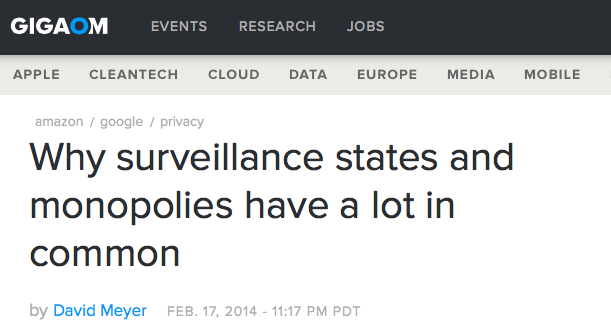 GIGAOM EVENTS RESEARCH JOBS
APPLE CLEANTECH CLOUD DATA EUROPE MEDIA MOBILE
amazon / google / privacy
Why surveillance states and
monopolies have a lot in
common
by David Meyer FEB. 17, 2014 - 11:17 PM PDT